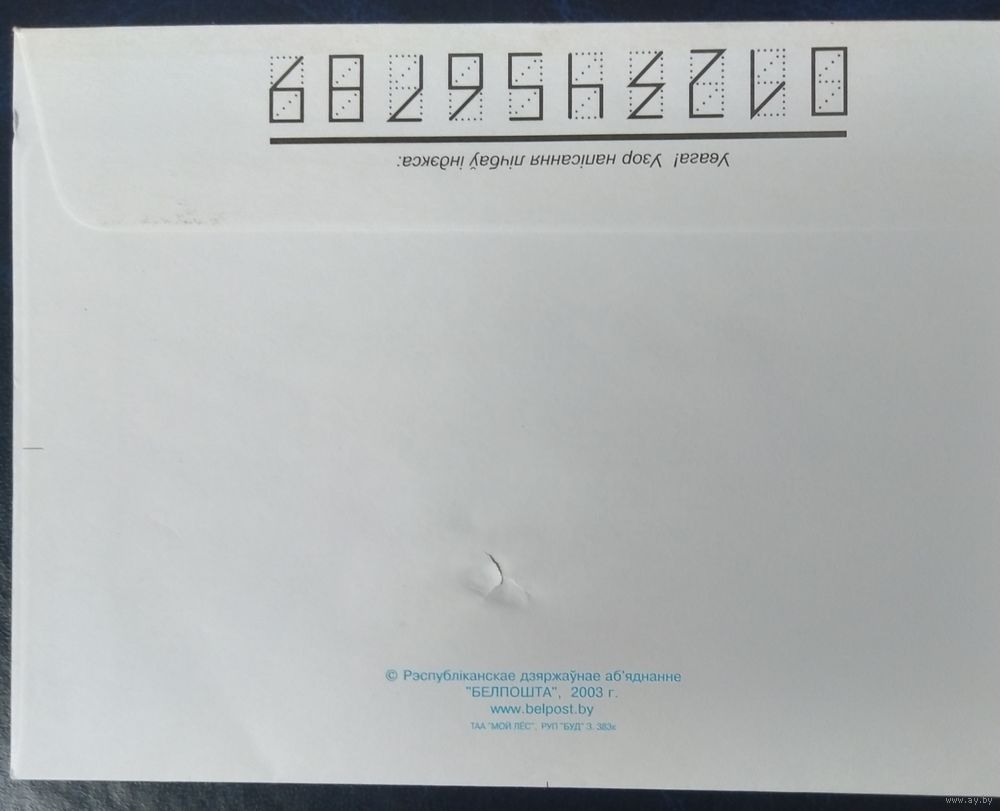 Увага! Узор напісання лічбаў індэкса:
0123456789
© Рэспубліканскае дзяржаўнае аб'яднанне
"БЕЛПОШТА", 2003 г.
www.belpost.by
ТАА "МОЙ ЛЁС", РУП "БУД" З. 383к
www.ay.by